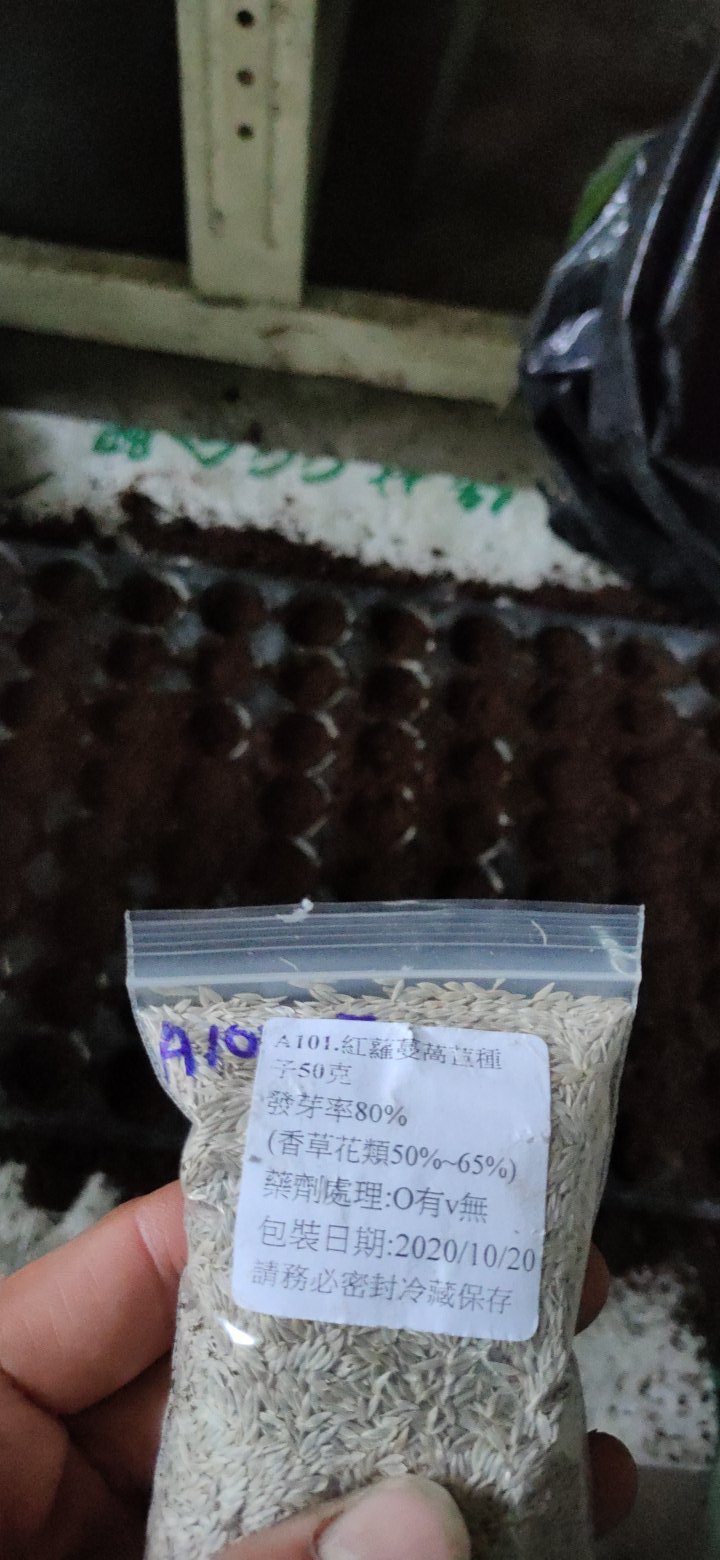 A10
A101.紅蘿蔓萵苣種
子50克
發芽率80%
(香草花類50%~65%)
藥劑處理:O有v無
包裝日期:2020/10/20
請務必密封冷藏保存